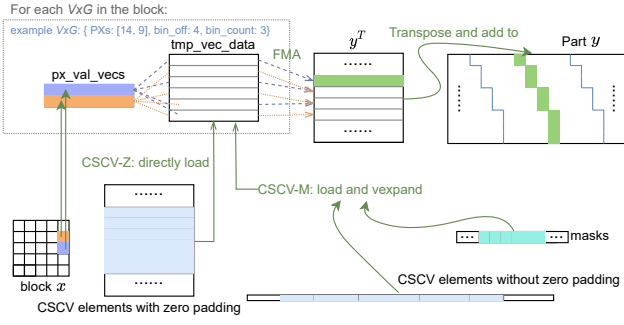 For each VxG in the block:
example VxG: { PXs: [14, 9], bin_off: 4, bin_count: 3}
tmp_vec_data
px_val_vecs
FMA
y^T
Transpose and add to
Part y
......
......
......
......
CSCV-Z: directly load
CSCV-M: load and vexpand
......
......
block x
CSCV elements with zero padding
... ...
masks
CSCV elements without zero padding
... ...